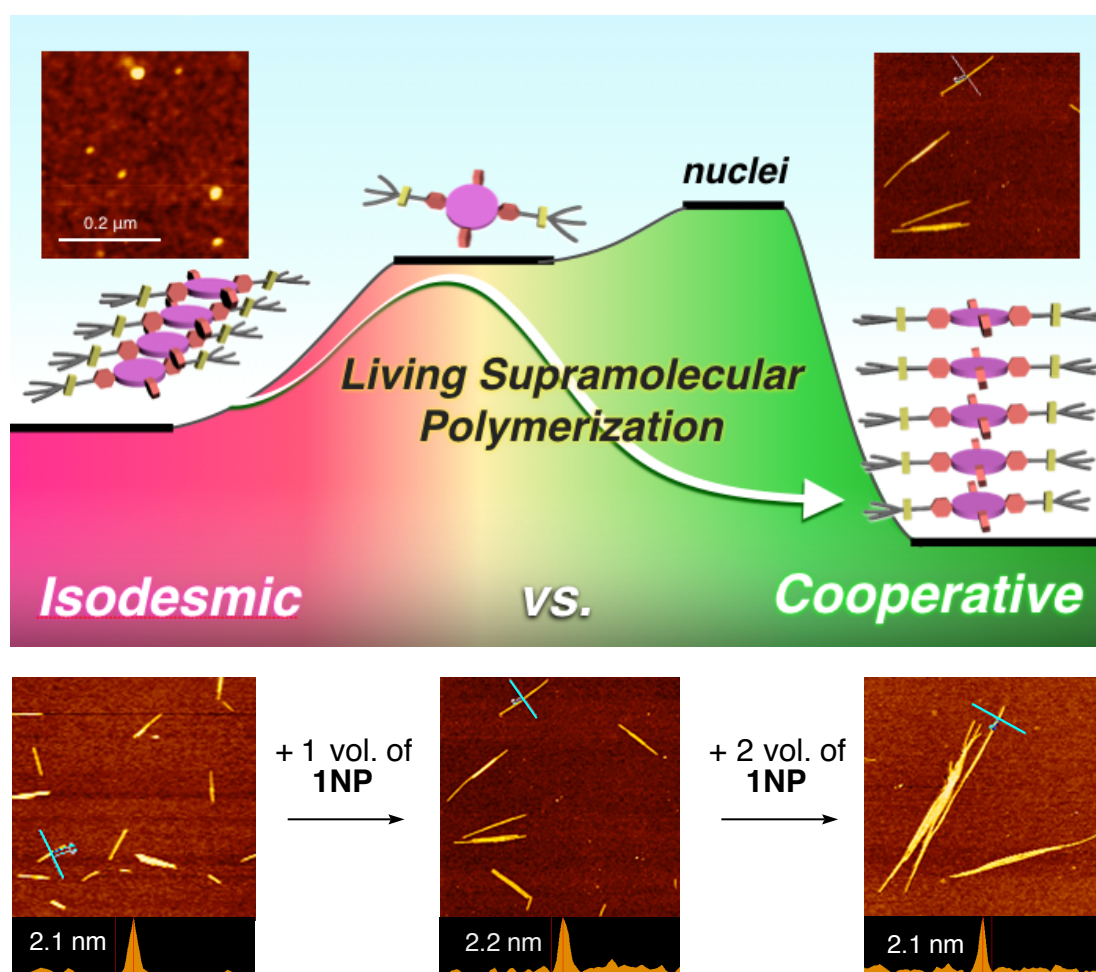 nuclei
0.2 µm
Living Supramolecular
Polymerization
Isodesmic vs. Cooperative
+ 1 vol. of
1NP
+ 2 vol. of
1NP
2.1 nm
2.2 nm
2.1 nm